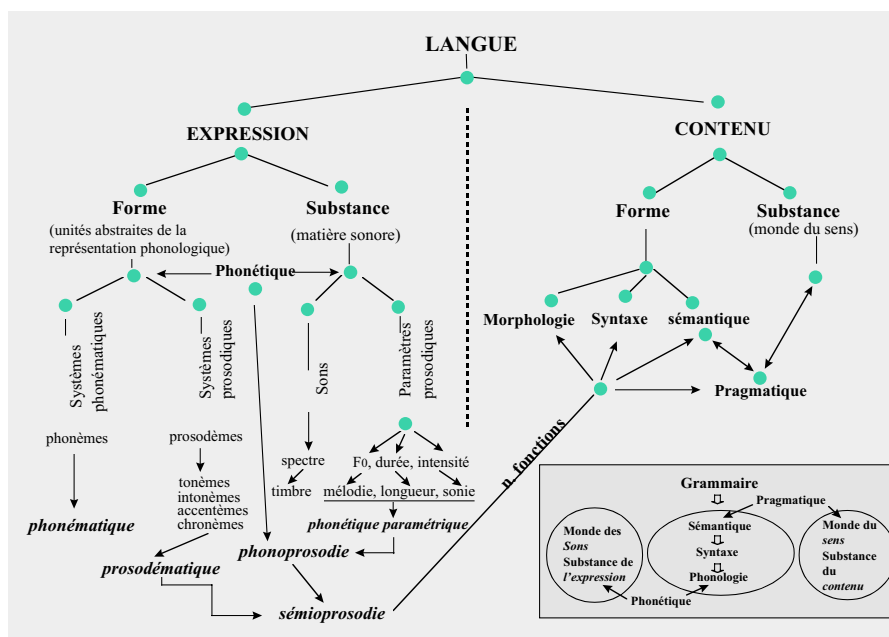 LANGUE
EXPRESSION
CONTENU
Forme
(unités abstraites de la
représentation phonologique)
Substance
(matière sonore)
Forme
Substance
(monde du sens)
Phonétique
Systèmes
phonématiques
Systèmes
prosodiques
Sons
Paramètres
prosodiques
Morphologie
Syntaxe
sémantique
Pragmatique
phonèmes
prosodèmes
spectre
F0, durée, intensité
timbre
mélodie, longueur, sonie
tonèmes
intonèmes
accentèmes
chronèmes
phonématique
phonétique paramétrique
phonoprosodie
prosodématique
sémioprosodie
n. fonctions
Grammaire
Pragmatique
Monde des
Sons
Substance de
l'expression
Sémantique
Syntaxe
Phonologie
Monde du
sens
Substance
du
contenu
Phonétique